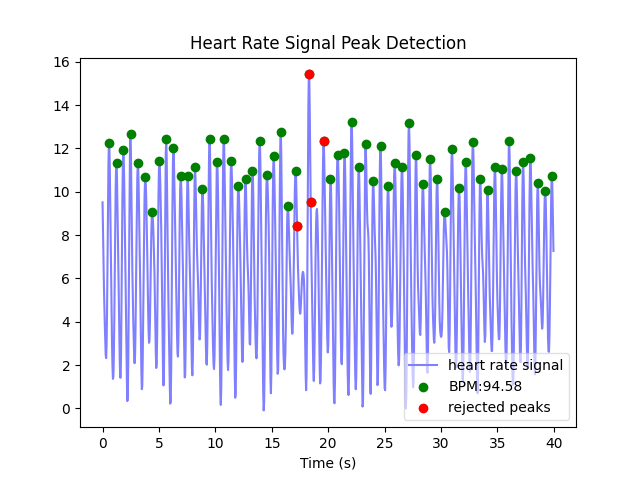 Heart Rate Signal Peak Detection
16
14
12
10
8
6
4
2
0
heart rate signal
BPM:94.58
rejected peaks
0 5 10 15 20 25 30 35 40
Time (s)